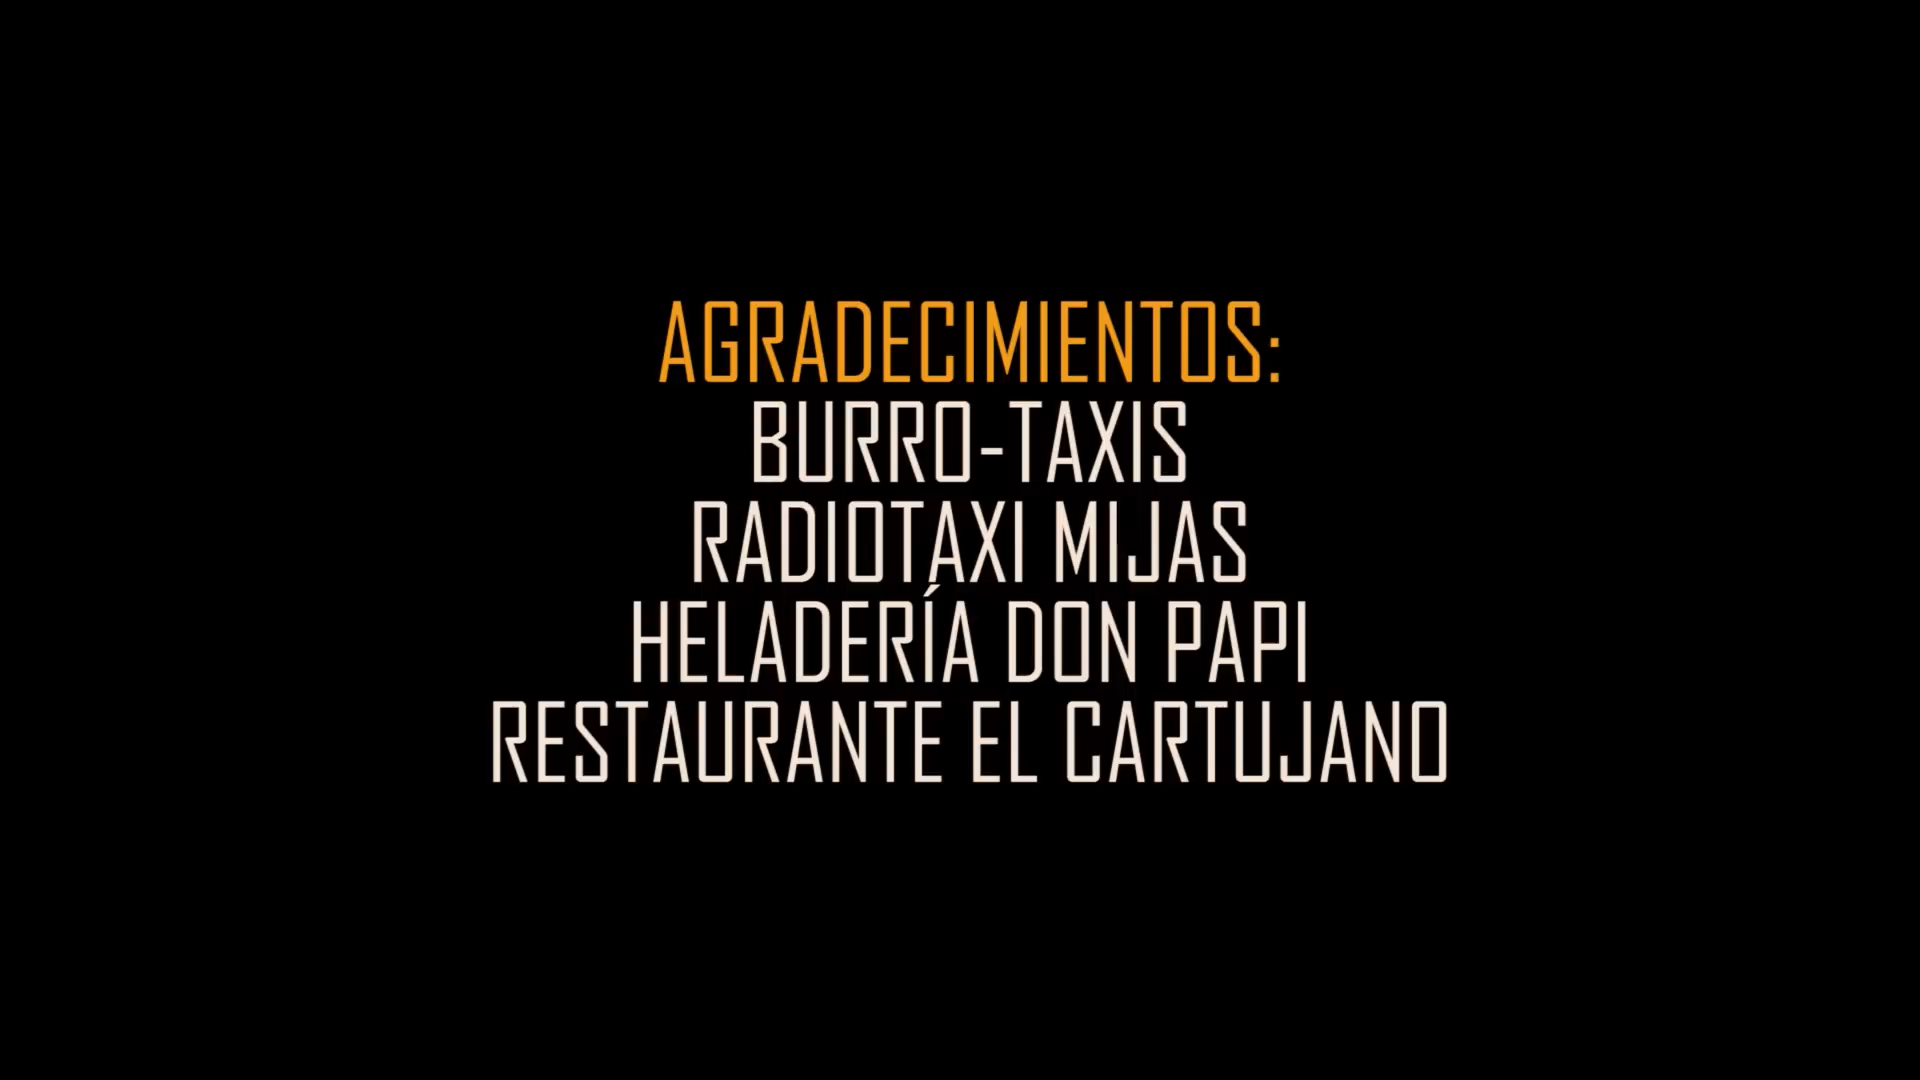 AGRADECIMIENTOS:
BURRO-TAXIS
RADIOTAXI MIJAS
HELADERÍA DON PAPI
RESTAURANTE EL CARTUJANO